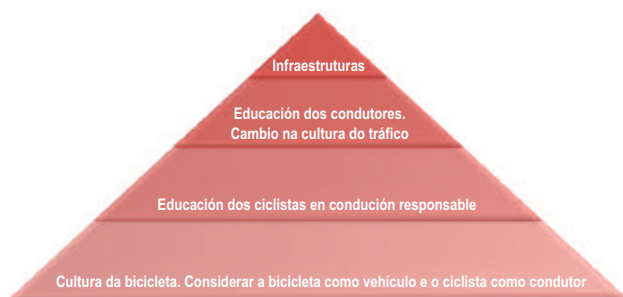 Infraestruturas
Educación dos condutores.
Cambio na cultura do tráfico
Educación dos ciclistas en condución responsable
Cultura da bicicleta. Considerar a bicicleta como vehículo e o ciclista como condutor